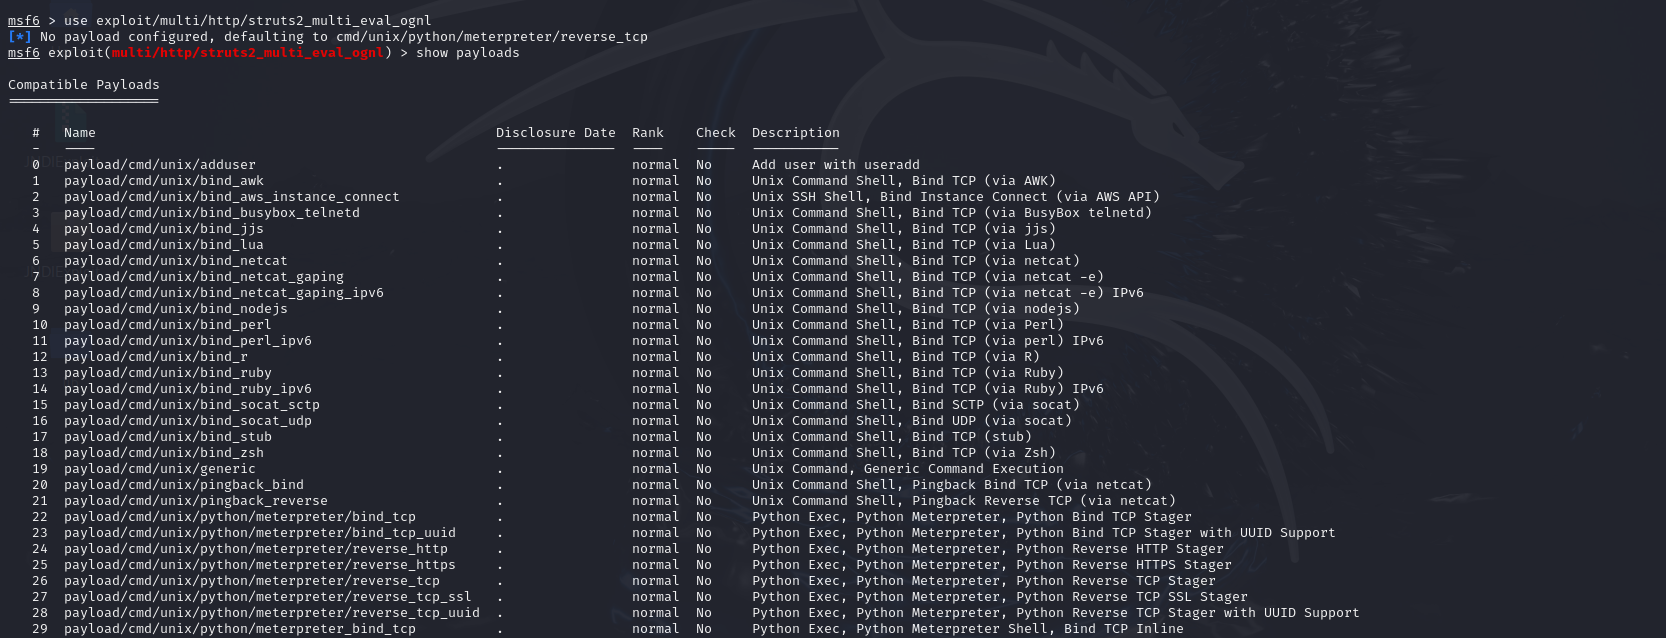 msf6 > use exploit/multi/http/struts2_multi_eval_ognl
[*] No payload configured, defaulting to cmd/unix/python/meterpreter/reverse_tcp
msf6 exploit(multi/http/struts2_multi_eval_ognl) > show payloads
Compatible Payloads
===================
# Name Disclosure Date Rank Check Description
- ---- --------------- ---- ----- -----------
0 payload/cmd/unix/adduser . normal No Add user with useradd
1 payload/cmd/unix/bind_awk . normal No Unix Command Shell, Bind TCP (via AWK)
2 payload/cmd/unix/bind_aws_instance_connect . normal No Unix SSH Shell, Bind Instance Connect (via AWS API)
3 payload/cmd/unix/bind_busybox_telnetd . normal No Unix Command Shell, Bind TCP (via BusyBox telnetd)
4 payload/cmd/unix/bind_jjs . normal No Unix Command Shell, Bind TCP (via jjs)
5 payload/cmd/unix/bind_lua . normal No Unix Command Shell, Bind TCP (via Lua)
6 payload/cmd/unix/bind_netcat . normal No Unix Command Shell, Bind TCP (via netcat)
7 payload/cmd/unix/bind_netcat_gaping . normal No Unix Command Shell, Bind TCP (via netcat -e)
8 payload/cmd/unix/bind_netcat_gaping_ipv6 . normal No Unix Command Shell, Bind TCP (via netcat -e) IPv6
9 payload/cmd/unix/bind_nodejs . normal No Unix Command Shell, Bind TCP (via nodejs)
10 payload/cmd/unix/bind_perl . normal No Unix Command Shell, Bind TCP (via Perl)
11 payload/cmd/unix/bind_perl_ipv6 . normal No Unix Command Shell, Bind TCP (via perl) IPv6
12 payload/cmd/unix/bind_r . normal No Unix Command Shell, Bind TCP (via R)
13 payload/cmd/unix/bind_ruby . normal No Unix Command Shell, Bind TCP (via Ruby)
14 payload/cmd/unix/bind_ruby_ipv6 . normal No Unix Command Shell, Bind TCP (via Ruby) IPv6
15 payload/cmd/unix/bind_socat_sctp . normal No Unix Command Shell, Bind SCTP (via socat)
16 payload/cmd/unix/bind_socat_udp . normal No Unix Command Shell, Bind UDP (via socat)
17 payload/cmd/unix/bind_stub . normal No Unix Command Shell, Bind TCP (stub)
18 payload/cmd/unix/bind_zsh . normal No Unix Command Shell, Bind TCP (via Zsh)
19 payload/cmd/unix/generic . normal No Unix Command, Generic Command Execution
20 payload/cmd/unix/pingback_bind . normal No Unix Command Shell, Pingback Bind TCP (via netcat)
21 payload/cmd/unix/pingback_reverse . normal No Unix Command Shell, Pingback Reverse TCP (via netcat)
22 payload/cmd/unix/python/meterpreter/bind_tcp . normal No Python Exec, Python Meterpreter, Python Bind TCP Stager
23 payload/cmd/unix/python/meterpreter/bind_tcp_uuid . normal No Python Exec, Python Meterpreter, Python Bind TCP Stager with UUID Support
24 payload/cmd/unix/python/meterpreter/reverse_http . normal No Python Exec, Python Meterpreter, Python Reverse HTTP Stager
25 payload/cmd/unix/python/meterpreter/reverse_https . normal No Python Exec, Python Meterpreter, Python Reverse HTTPS Stager
26 payload/cmd/unix/python/meterpreter/reverse_tcp . normal No Python Exec, Python Meterpreter, Python Reverse TCP Stager
27 payload/cmd/unix/python/meterpreter/reverse_tcp_ssl . normal No Python Exec, Python Meterpreter, Python Reverse TCP SSL Stager
28 payload/cmd/unix/python/meterpreter/reverse_tcp_uuid . normal No Python Exec, Python Meterpreter, Python Reverse TCP Stager with UUID Support
29 payload/cmd/unix/python/meterpreter_bind_tcp . normal No Python Exec, Python Meterpreter Shell, Bind TCP Inline